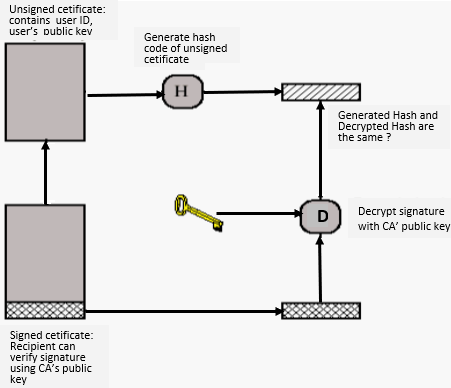 Unsigned cetificate:
contains  user ID,
user's  public key
Generate hash
code of unsigned
cetificate
H
Generated Hash and
Decrypted Hash are
the same ?
D
Decrypt signature
with CA' public key
Signed cetificate:
Recipient can
verify signature
using CA's public
key